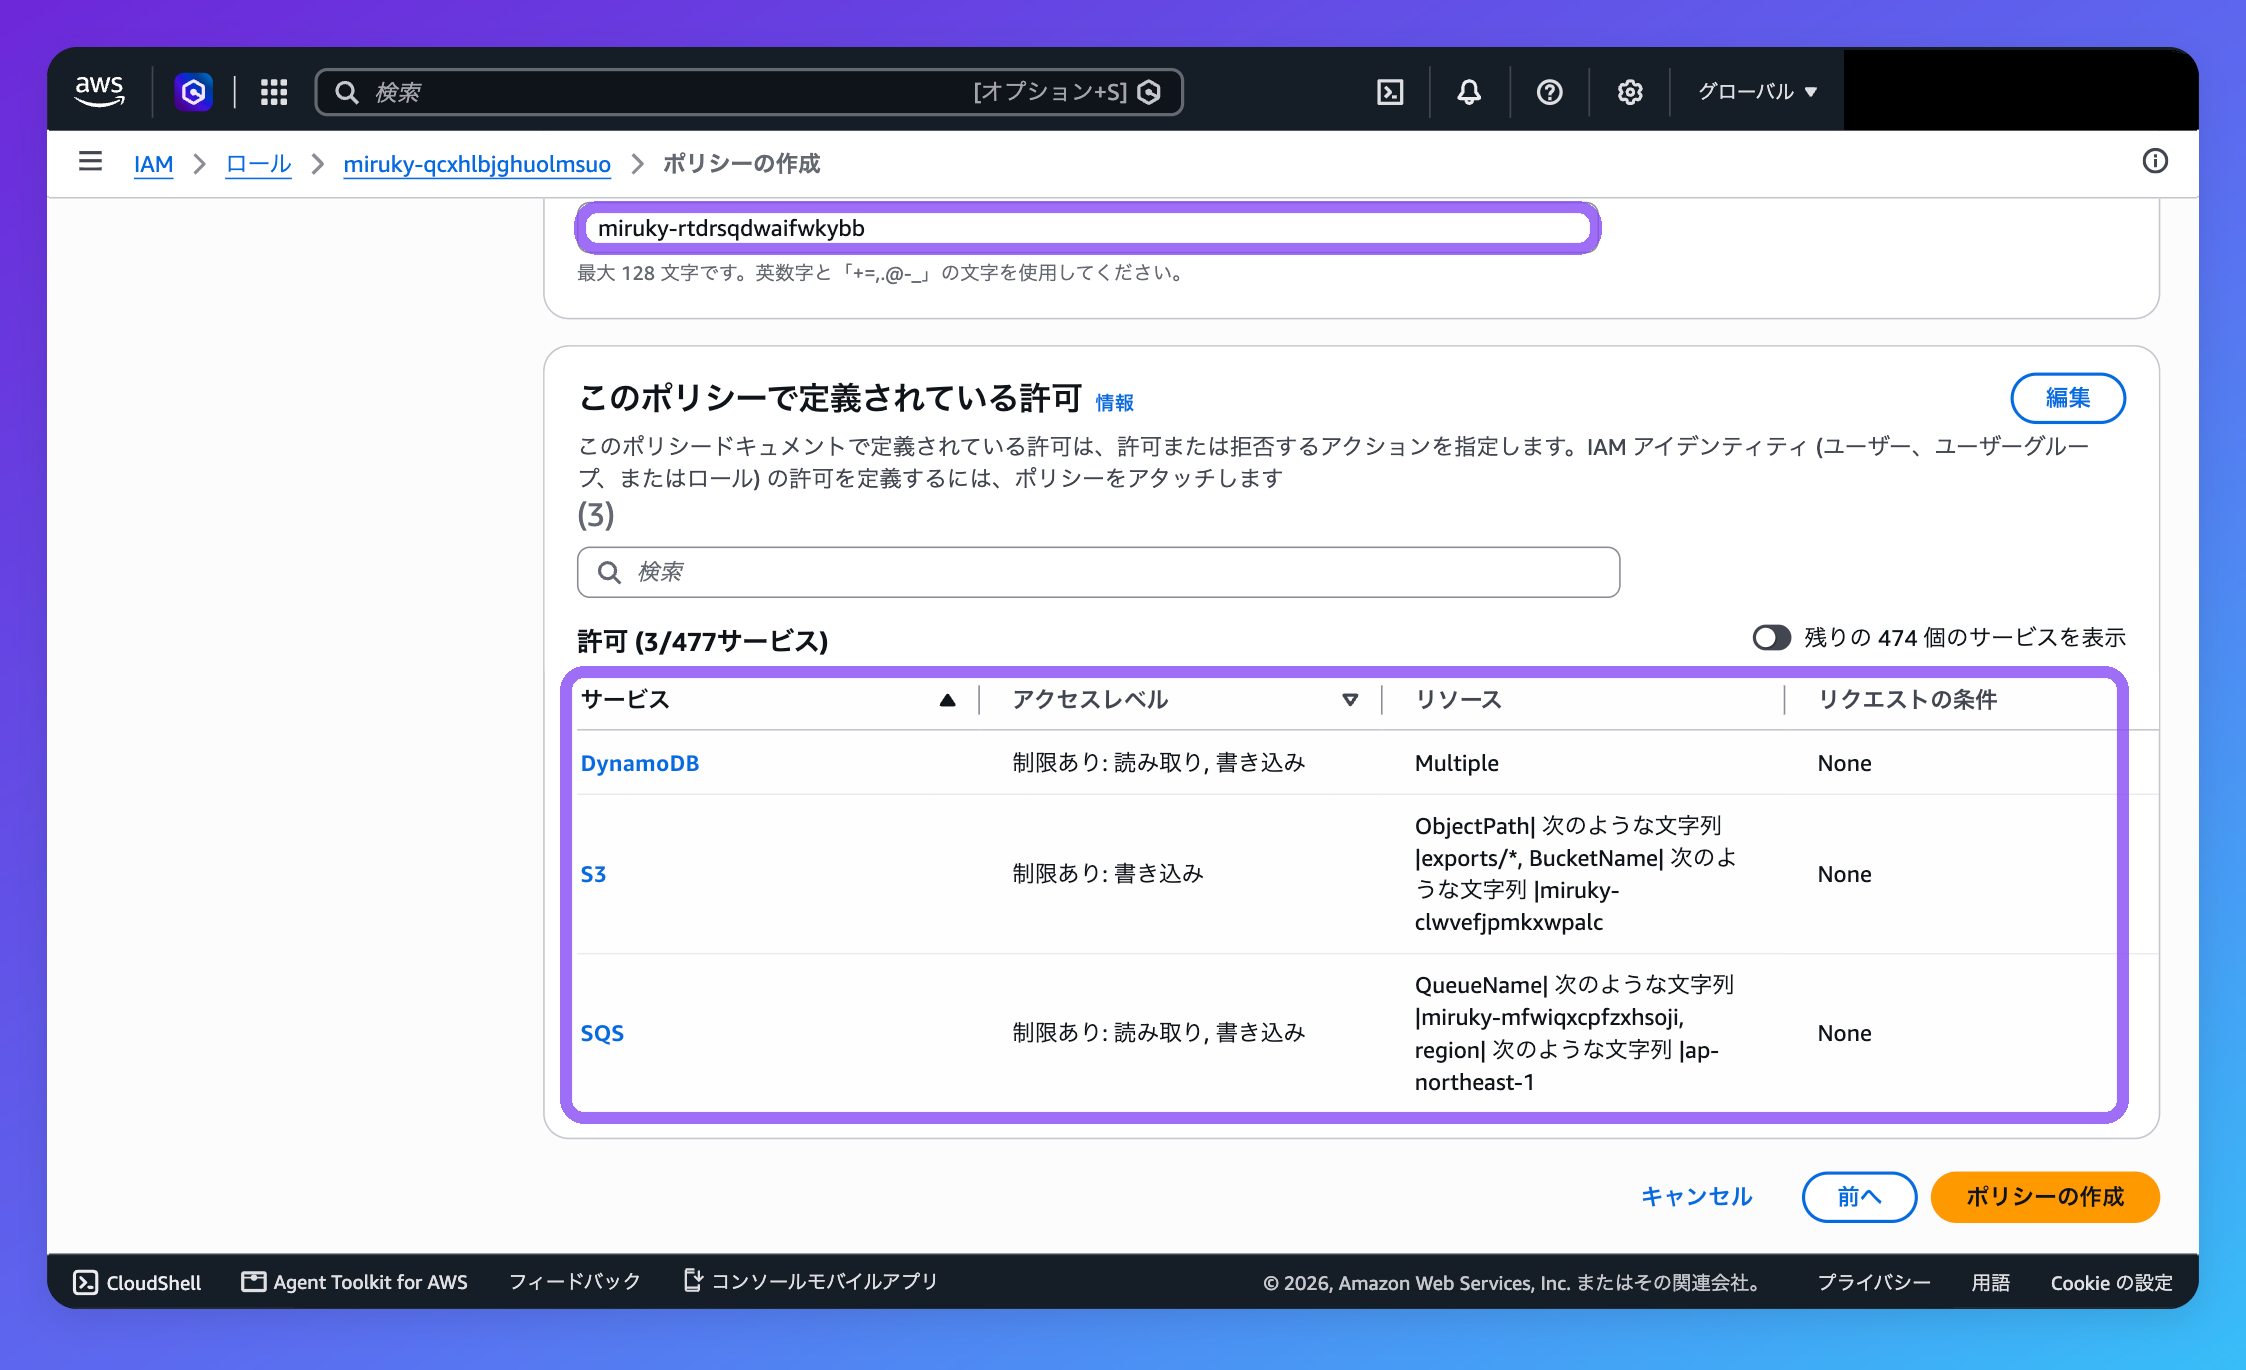 aws
検索
[オプション+S]
グローバル ▼
IAM > ロール > miruky-qcxhlbjghuolmsuo > ポリシーの作成
miruky-rtdrsqdwaifwkybb
最大 128 文字です。英数字と「+=,.@-_」の文字を使用してください。
このポリシーで定義されている許可 情報
編集
このポリシードキュメントで定義されている許可は、許可または拒否するアクションを指定します。IAM アイデンティティ (ユーザー、ユーザーグルー
プ、またはロール) の許可を定義するには、ポリシーをアタッチします
(3)
検索
許可 (3/477サービス)
残りの 474 個のサービスを表示
サービス アクセスレベル リソース リクエストの条件
DynamoDB 制限あり: 読み取り, 書き込み Multiple None
S3 制限あり: 書き込み
ObjectPath| 次のような文字列
|exports/*, BucketName| 次のよ
うな文字列 |miruky-
clwvefjpmkxwpalc
None
SQS 制限あり: 読み取り, 書き込み
QueueName| 次のような文字列
|miruky-mfwiqxcpfzxhsoji,
region| 次のような文字列 |ap-
northeast-1
None
キャンセル
前へ
ポリシーの作成
CloudShell Agent Toolkit for AWS フィードバック コンソールモバイルアプリ
© 2026, Amazon Web Services, Inc. またはその関連会社。 プライバシー 用語 Cookie の設定